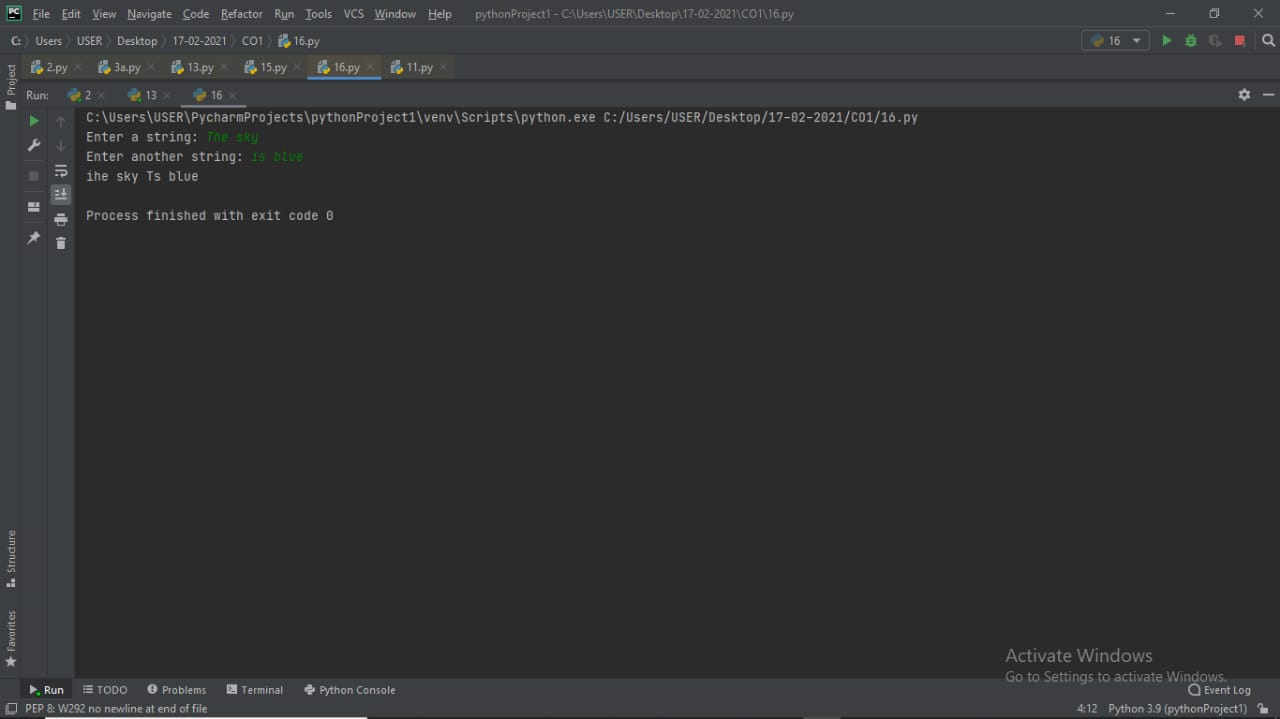 File Edit View Navigate Code Refactor Run Tools VCS Window Help pythonProject1 - C:\Users\USER\Desktop\17-02-2021\CO1\16.py
C: Users USER Desktop 17-02-2021 CO1 16.py 16
2.py 3a.py 13.py 15.py 16.py 11.py
Project
Run: 2 13 16
C:\Users\USER\PycharmProjects\pythonProject1\venv\Scripts\python.exe C:/Users/USER/Desktop/17-02-2021/CO1/16.py
Enter a string: The sky
Enter another string: is blue
ihe sky Ts blue
Process finished with exit code 0
Structure
Favorites
Activate Windows
Go to Settings to activate Windows.
Run TODO Problems Terminal Python Console Event Log
PEP 8: W292 no newline at end of file 4:12 Python 3.9 (pythonProject1)